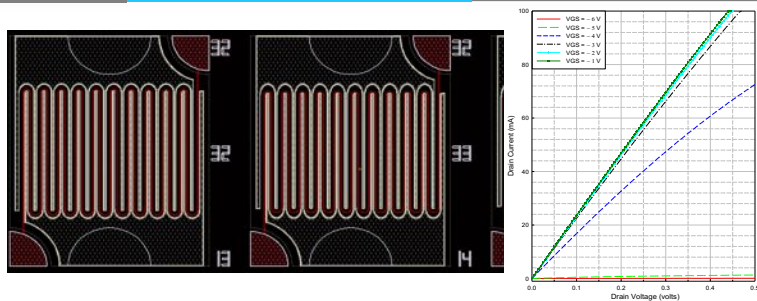 32
32
32
33
13
14
100
80
60
40
20
0
0.0
0.1
0.2
0.3
0.4
0.5
Drain Current (mA)
Drain Voltage (volts)
VGS = − 6 V
VGS = − 5 V
VGS = − 4 V
VGS = − 3 V
VGS = − 2 V
VGS = − 1 V